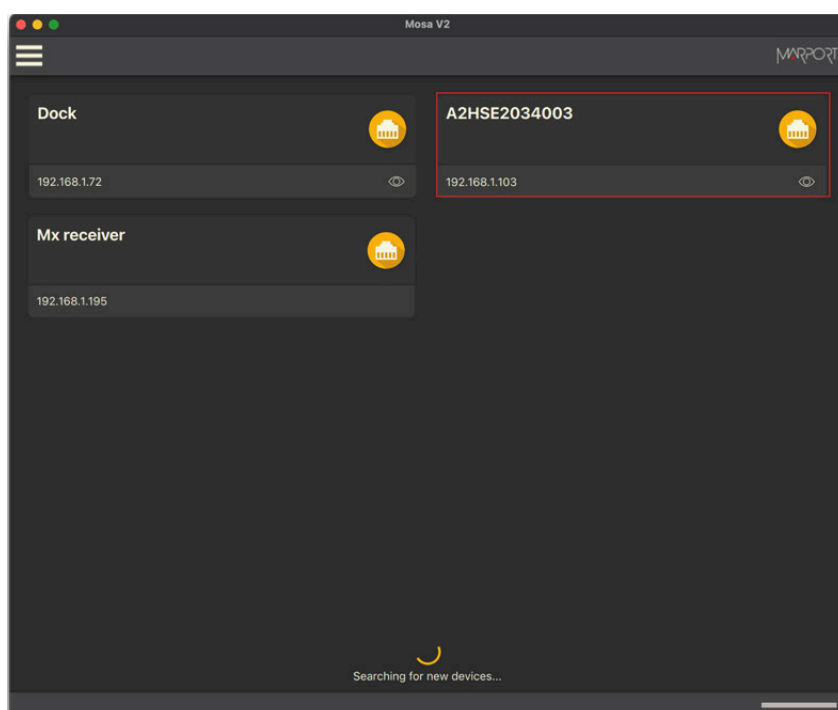 Mosa V2
MARPORT
Dock
192.168.1.72
A2HSE2034003
192.168.1.103
Mx receiver
192.168.1.195
Searching for new devices...